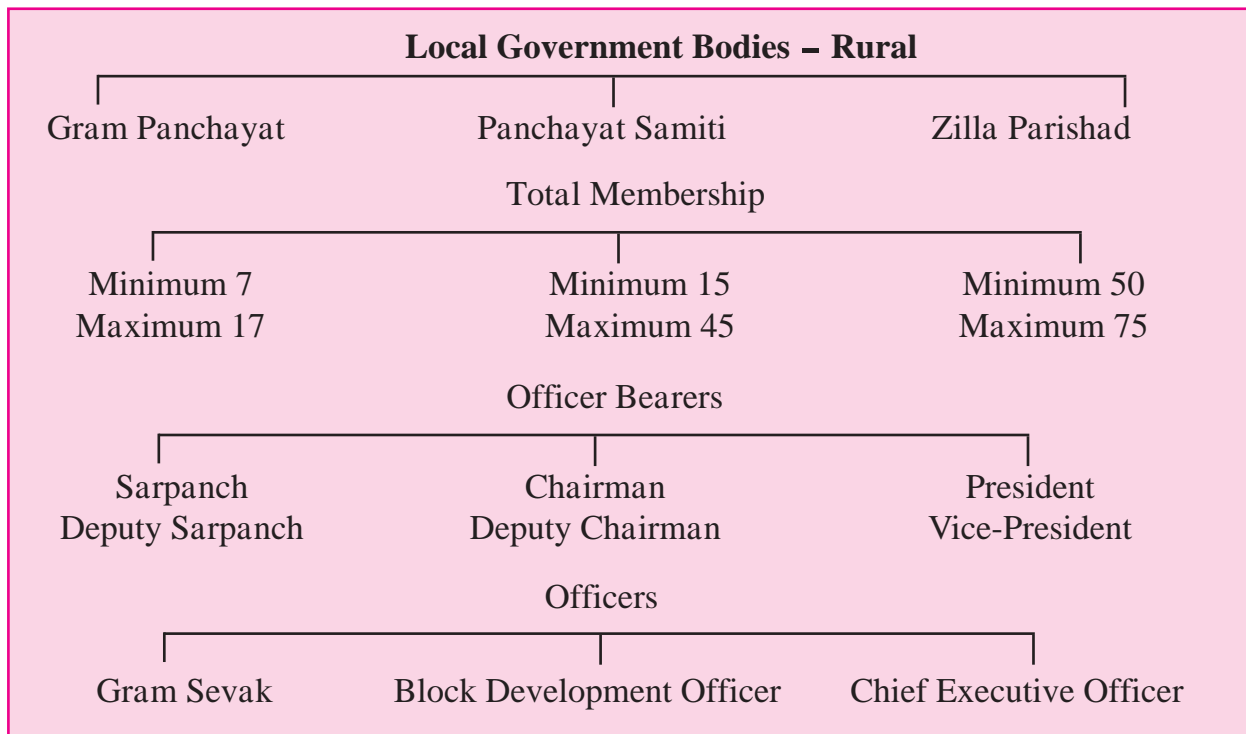 Local Government Bodies – Rural
Gram Panchayat Panchayat Samiti Zilla Parishad
Total Membership
Minimum 7 Minimum 15 Minimum 50
Maximum 17 Maximum 45 Maximum 75
Officer Bearers
Sarpanch Chairman President
Deputy Sarpanch Deputy Chairman Vice-President
Officers
Gram Sevak Block Development Officer Chief Executive Officer